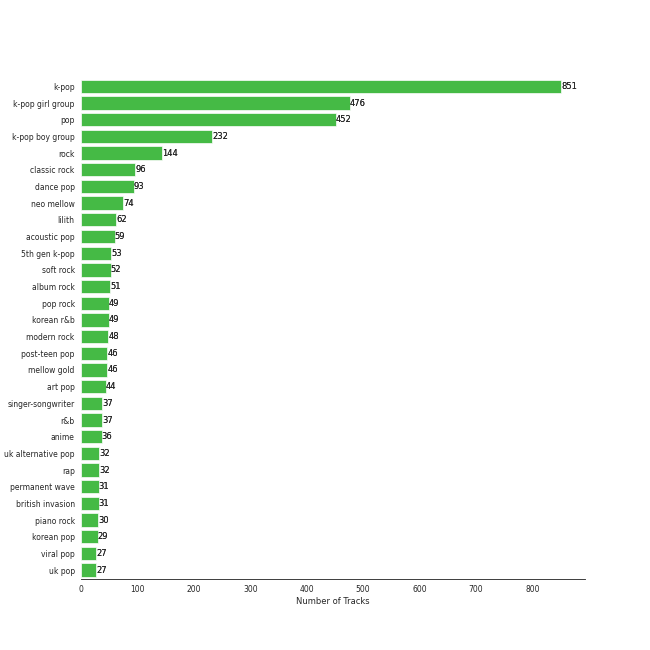 k-pop 851
k-pop girl group 476
pop 452
k-pop boy group 232
rock 144
classic rock 96
dance pop 93
neo mellow 74
lilith 62
acoustic pop 59
5th gen k-pop 53
soft rock 52
album rock 51
pop rock 49
korean r&b 49
modern rock 48
post-teen pop 46
mellow gold 46
art pop 44
singer-songwriter 37
r&b 37
anime 36
uk alternative pop 32
rap 32
permanent wave 31
british invasion 31
piano rock 30
korean pop 29
viral pop 27
uk pop 27
0 100 200 300 400 500 600 700 800
Number of Tracks